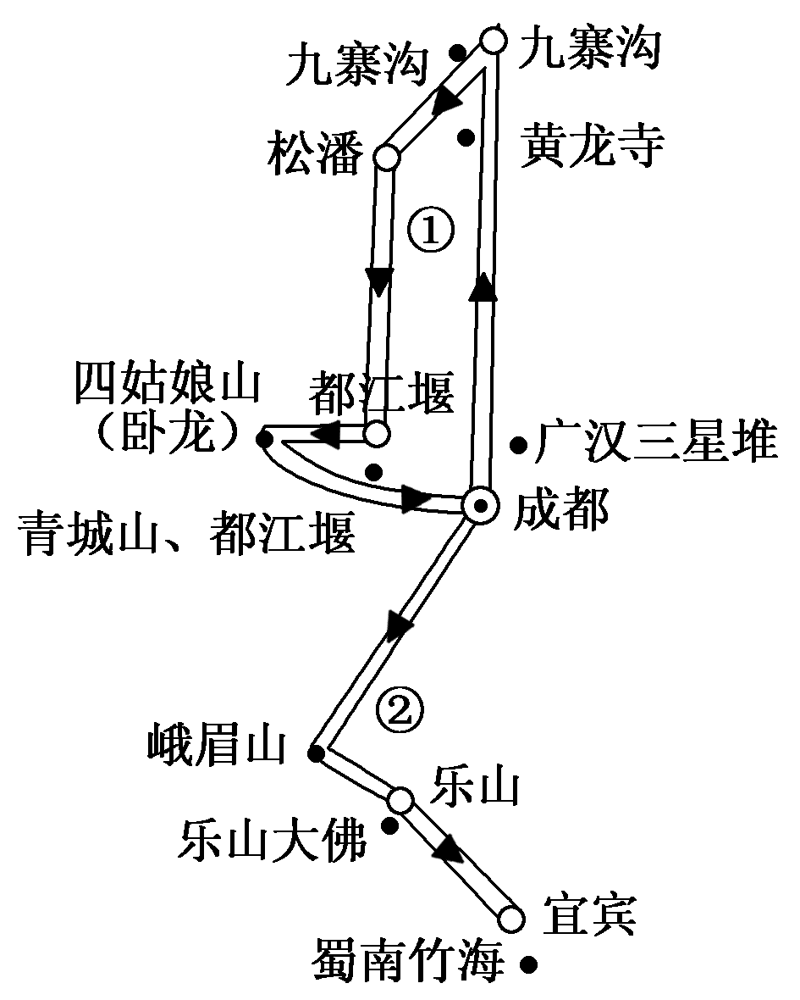 九寨沟
九寨沟
松潘
黄龙寺
①
四姑娘山
（卧龙）
都江堰
广汉三星堆
成都
青城山、都江堰
②
峨眉山
乐山
乐山大佛
宜宾
蜀南竹海